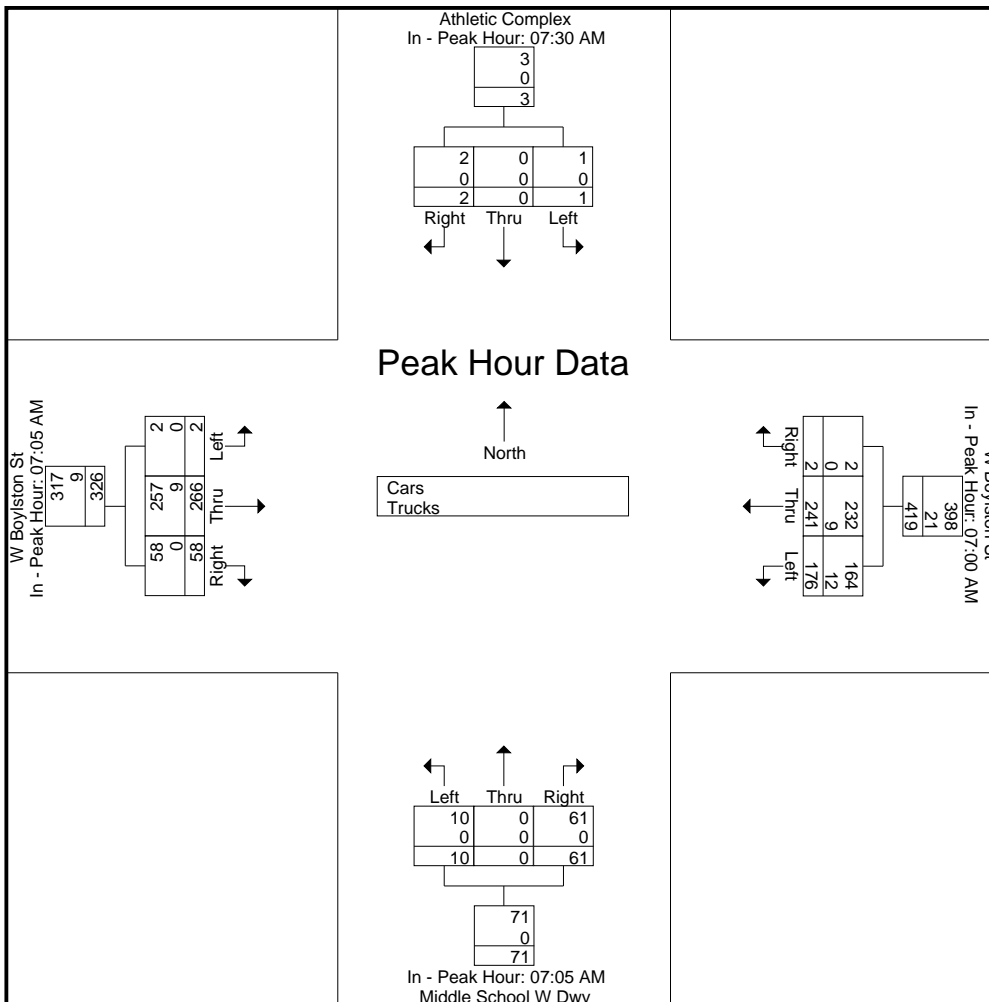 Athletic Complex
In - Peak Hour: 07:30 AM
3
0
3
2 0 1
0 0 0
2 0 1
Right Thru Left
Peak Hour Data
North
Cars
Trucks
W Boylston St
In - Peak Hour: 07:05 AM
317
9
326
2 0 2
257 9 266
58 0 58
Left
Thru
Right
W Boylston St
In - Peak Hour: 07:00 AM
398
21
419
2 0 2
232 9 241
164 12 176
Right
Thru
Left
Left Thru Right
10 0 61
0 0 0
10 0 61
71
0
71
In - Peak Hour: 07:05 AM
Middle School W Dwy